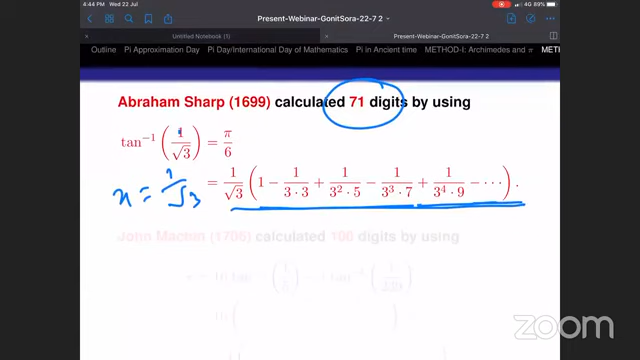 4:44 PM Wed 22 Jul
Present-Webinar-GonitSora-22-7 2
Untitled Notebook (1)
Present-Webinar-GonitSora-22-7 2
Outline Pi Approximation Day Pi Day/International Day of Mathematics Pi in Ancient time METHOD-I: Archimedes and π MET
Abraham Sharp (1699) calculated 71 digits by using
tan⁻¹ (1/√3) = π/6
x = 1/√3
= 1/√3 (1 − 1/(3·3) + 1/(3²·5) − 1/(3³·7) + 1/(3⁴·9) − ···).
John Machin (1706) calculated 100 digits by using
zoom